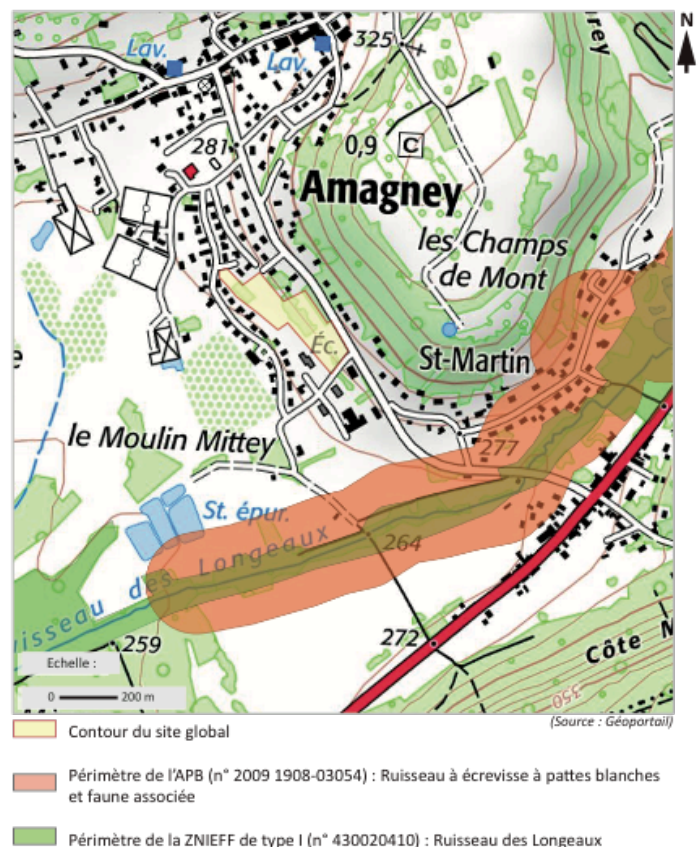 N
325
Lav.
Lav.
281
0,9
C
Amagney
les Champs
de Mont
Éc.
St-Martin
le Moulin Mittey
277
St. épur.
264
Ruisseau des Longeaux
259
272
Côte
350
Echelle :
0 200 m
(Source : Géoportail)
Contour du site global
Périmètre de l'APB (n° 2009 1908-03054) : Ruisseau à écrevisse à pattes blanches
et faune associée
Périmètre de la ZNIEFF de type I (n° 430020410) : Ruisseau des Longeaux